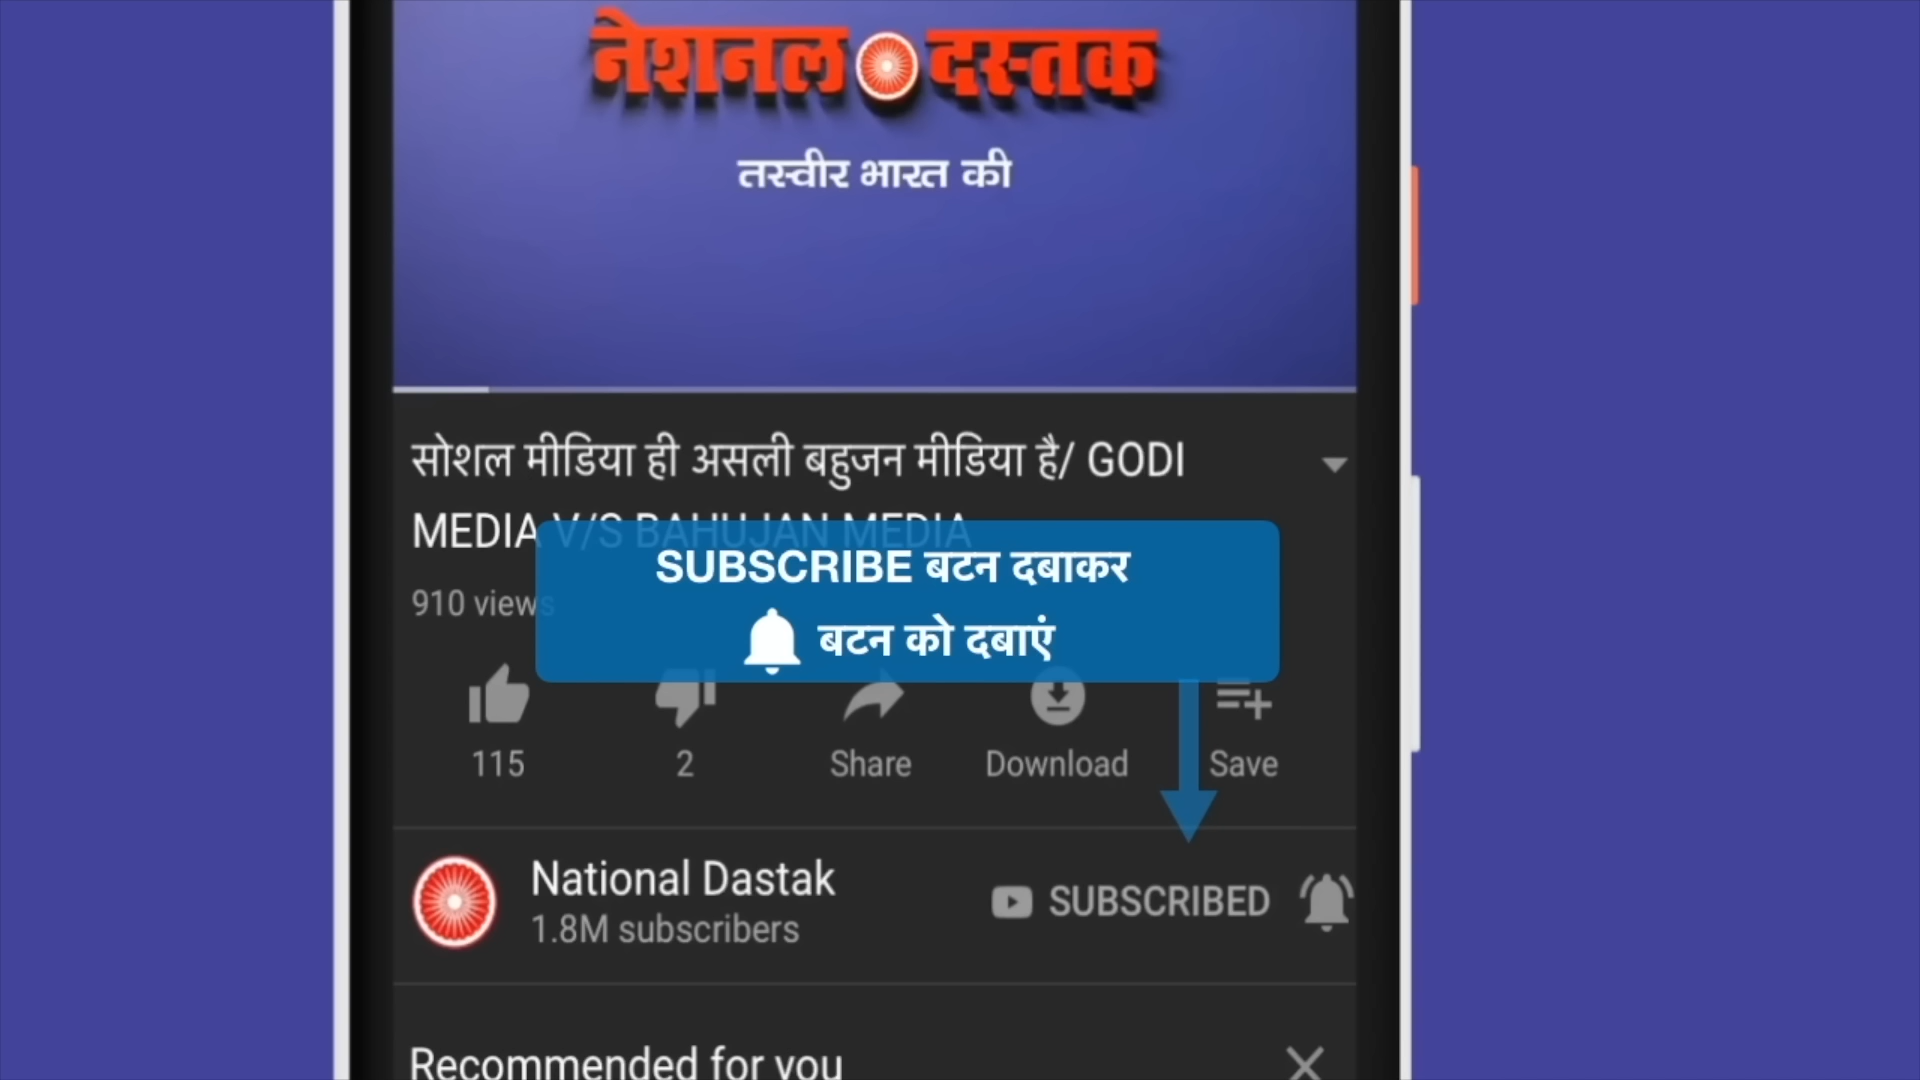 नेशनल दस्तक
तस्वीर भारत की
सोशल मीडिया ही असली बहुजन मीडिया है/ GODI
MEDIA V/S BAHUJAN MEDIA
SUBSCRIBE बटन दबाकर
बटन को दबाएं
910 views
115
2
Share
Download
Save
National Dastak
1.8M subscribers
SUBSCRIBED
Recommended for you